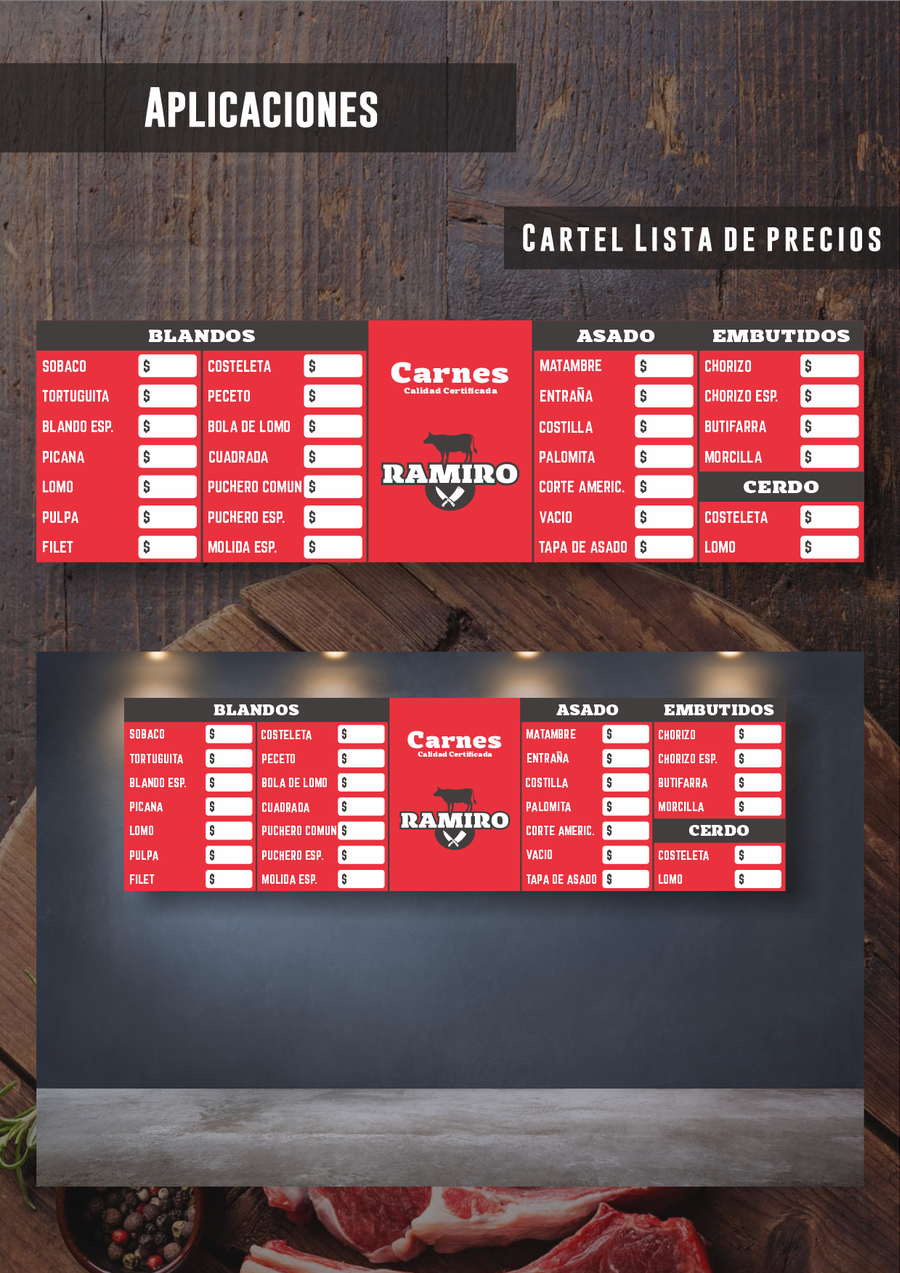 APLICACIONES
CARTEL LISTA DE PRECIOS
BLANDOS
SOBACO $
TORTUGUITA $
BLANDO ESP. $
PICANA $
LOMO $
PULPA $
FILET $
COSTELETA $
PECETO $
BOLA DE LOMO $
CUADRADA $
PUCHERO COMUN $
PUCHERO ESP. $
MOLIDA ESP. $
Carnes
Calidad Certificada
RAMIRO
ASADO
MATAMBRE $
ENTRAÑA $
COSTILLA $
PALOMITA $
CORTE AMERIC. $
VACIO $
TAPA DE ASADO $
EMBUTIDOS
CHORIZO $
CHORIZO ESP. $
BUTIFARRA $
MORCILLA $
CERDO
COSTELETA $
LOMO $
BLANDOS
SOBACO $
TORTUGUITA $
BLANDO ESP. $
PICANA $
LOMO $
PULPA $
FILET $
COSTELETA $
PECETO $
BOLA DE LOMO $
CUADRADA $
PUCHERO COMUN $
PUCHERO ESP. $
MOLIDA ESP. $
Carnes
Calidad Certificada
RAMIRO
ASADO
MATAMBRE $
ENTRAÑA $
COSTILLA $
PALOMITA $
CORTE AMERIC. $
VACIO $
TAPA DE ASADO $
EMBUTIDOS
CHORIZO $
CHORIZO ESP. $
BUTIFARRA $
MORCILLA $
CERDO
COSTELETA $
LOMO $